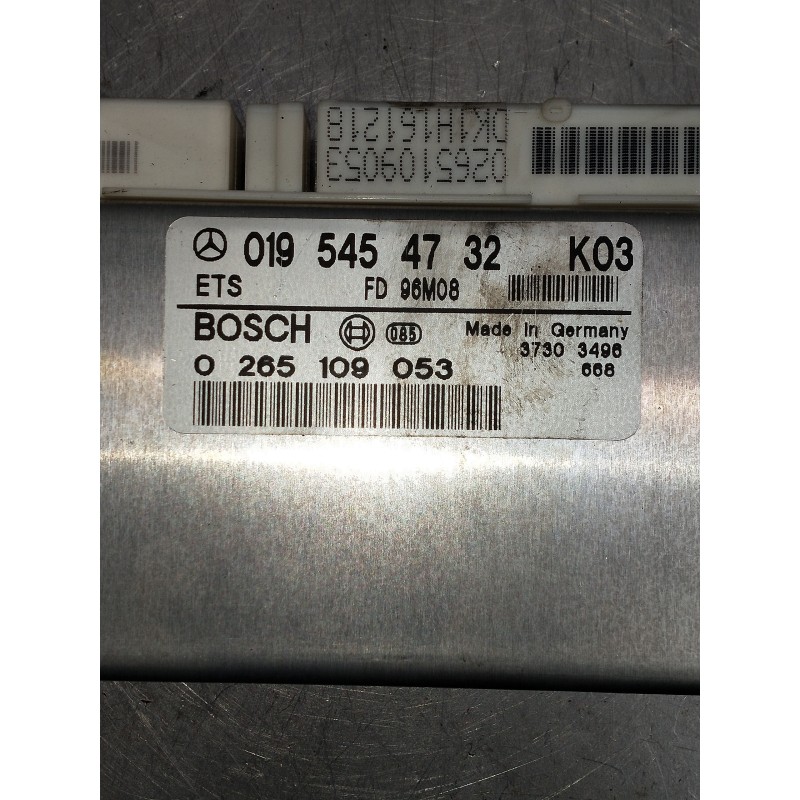 DK1H161218
0265109053
019 545 47 32 K03
ETS FD 96M08
BOSCH 085 Made in Germany
0 265 109 053 3730 3496
668